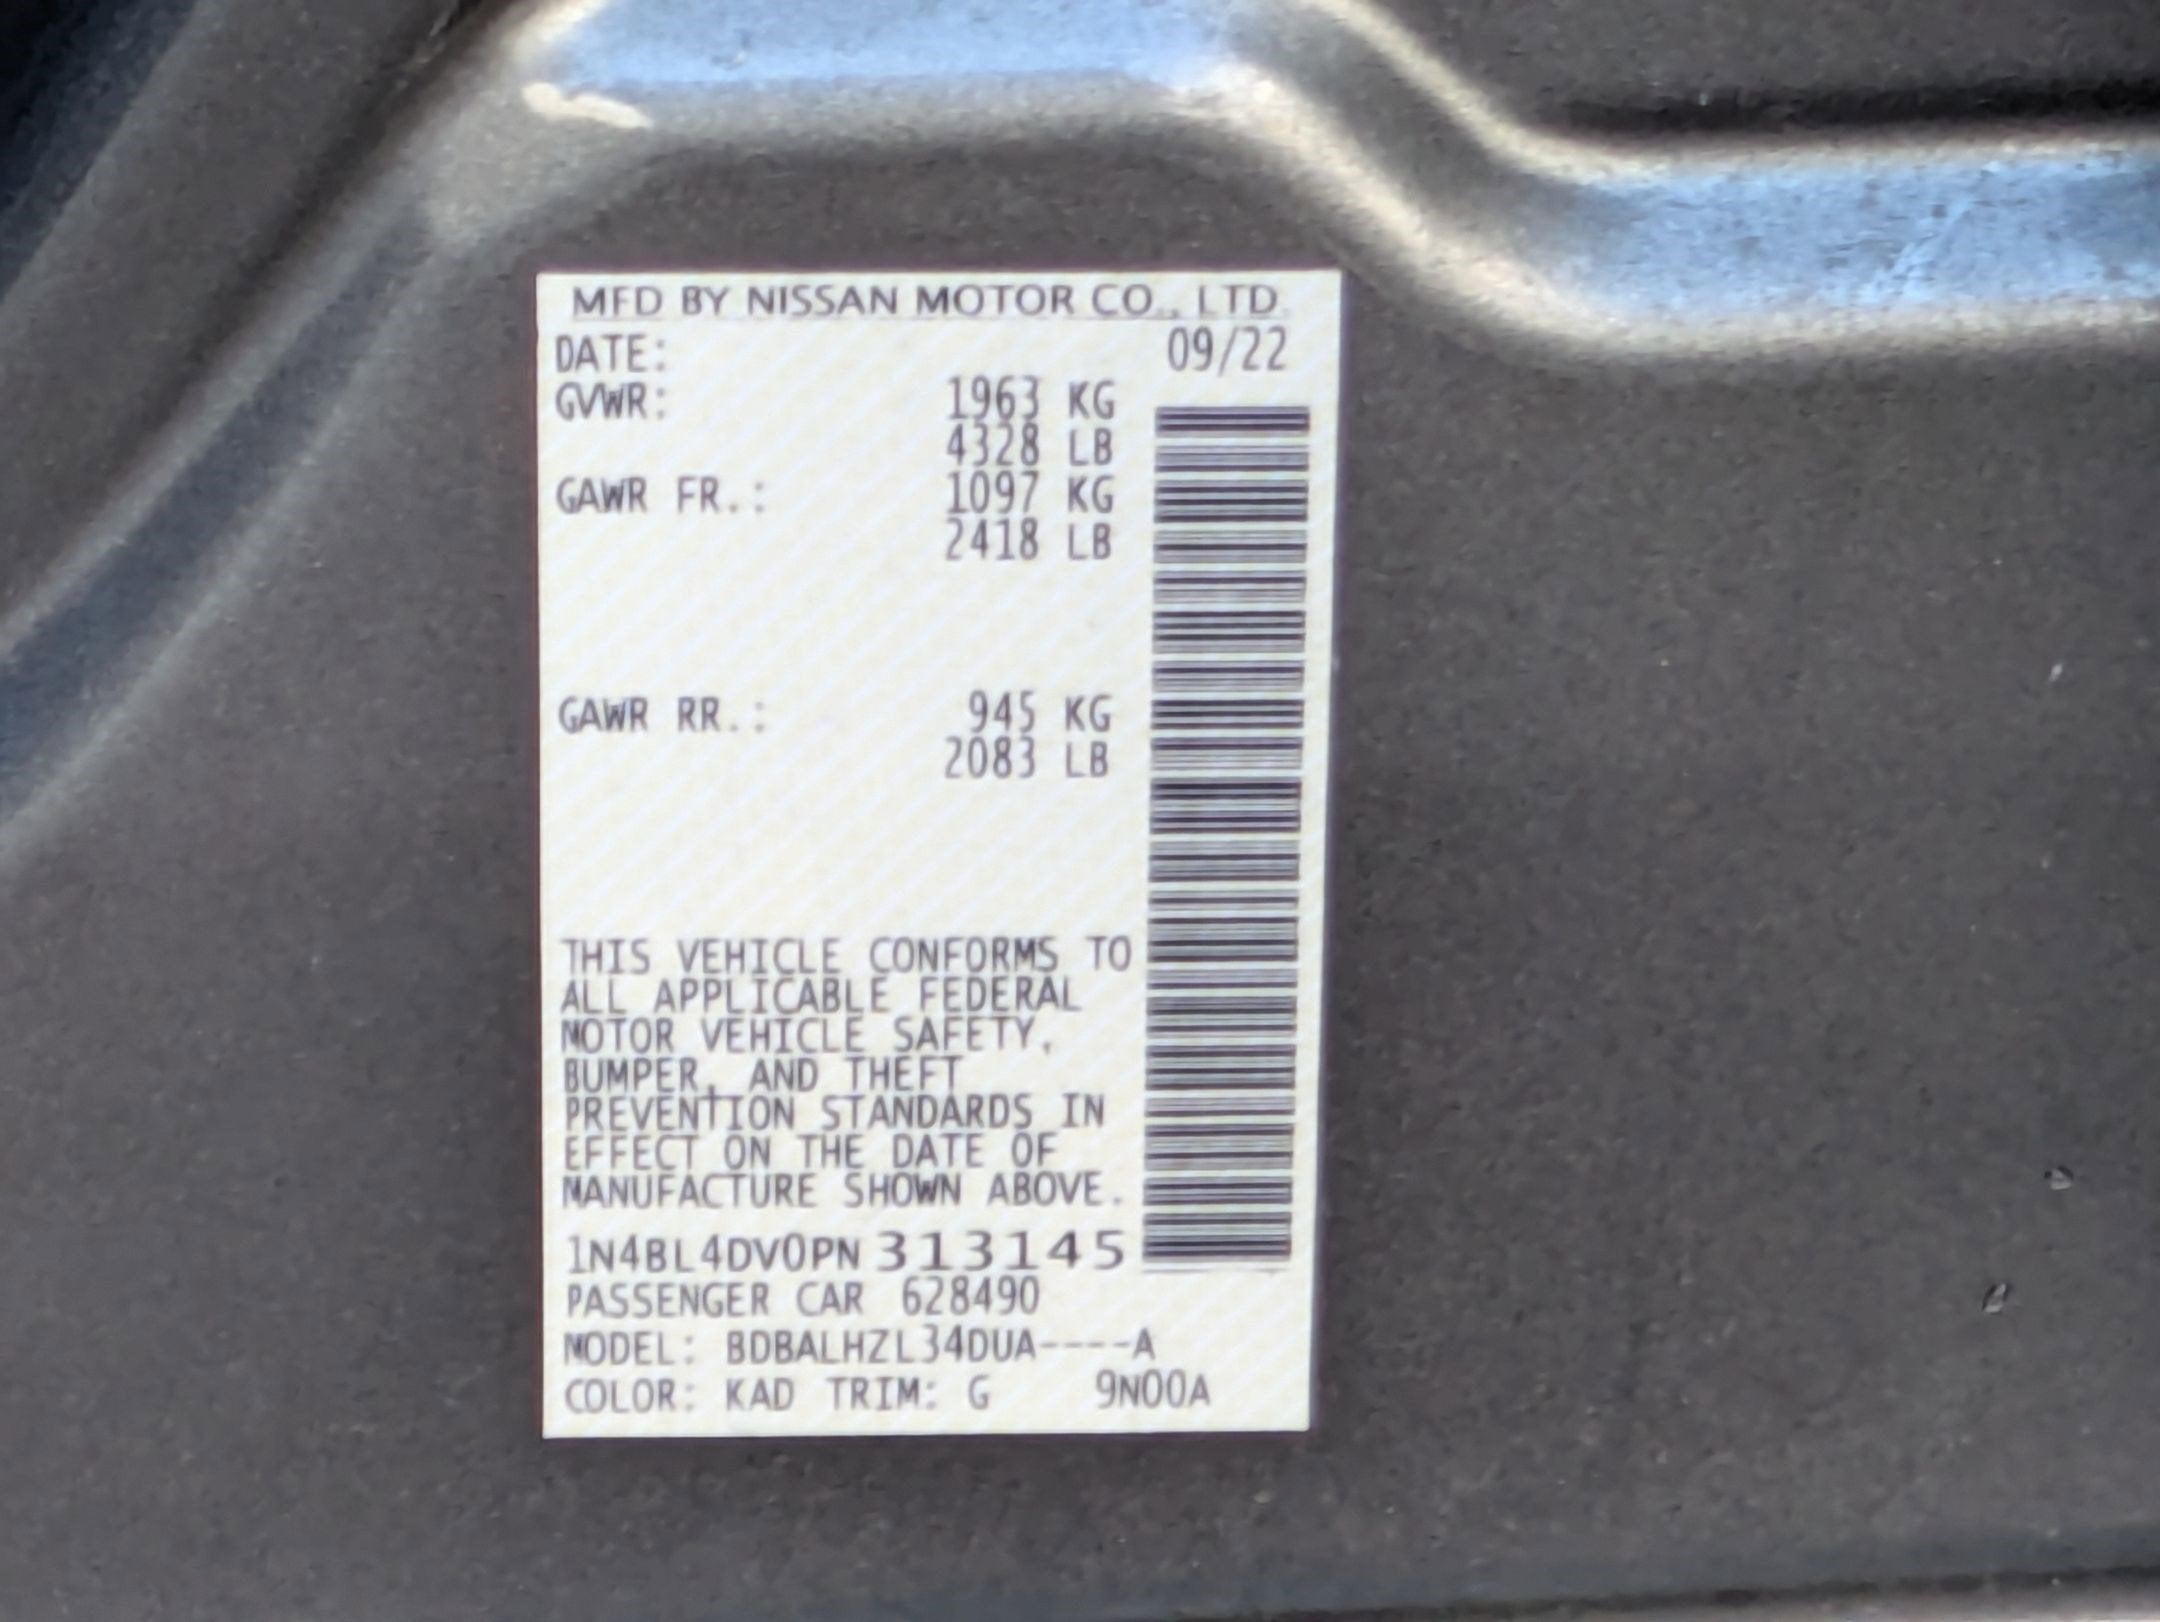 MFD BY NISSAN MOTOR CO., LTD.
DATE: 09/22
GVWR: 1963 KG
4328 LB
GAWR FR.: 1097 KG
2418 LB
GAWR RR.: 945 KG
2083 LB
THIS VEHICLE CONFORMS TO
ALL APPLICABLE FEDERAL
MOTOR VEHICLE SAFETY,
BUMPER, AND THEFT
PREVENTION STANDARDS IN
EFFECT ON THE DATE OF
MANUFACTURE SHOWN ABOVE.
1N4BL4DV0PN313145
PASSENGER CAR 628490
MODEL: BDBALHZL34DUA----A
COLOR: KAD TRIM: G 9N00A